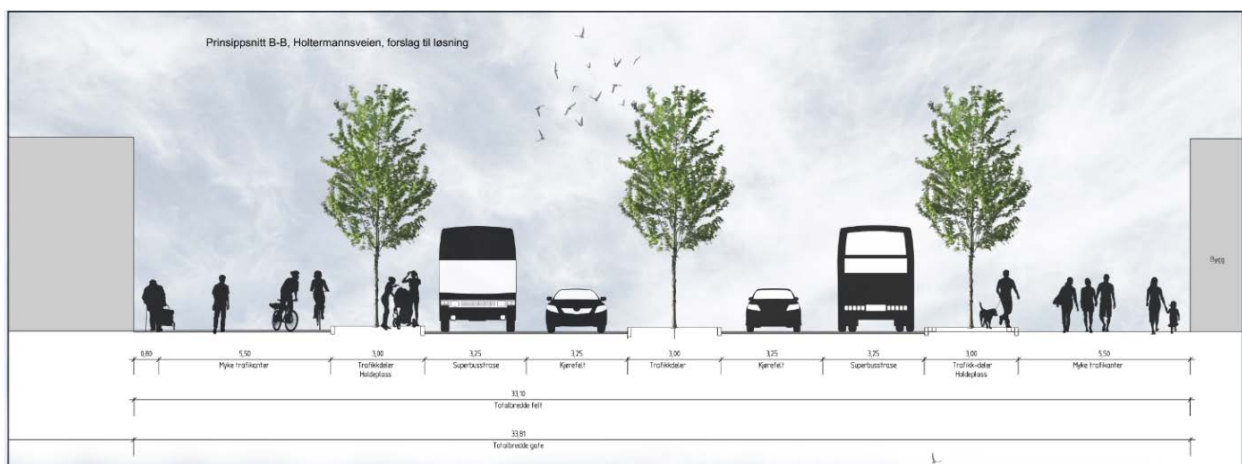 Prinsippsnitt B-B, Holtermannsveien, forslag til løsning
Bygg
0,80 5,50 3,00 3,25 3,25 3,00 3,25 3,25 3,00 5,50
Myke trafikanter Trafikkdeler Superbusstrase Kjørefelt Trafikkdeler Kjørefelt Superbusstrase Trafikk-deler Myke trafikanter
Holdeplass Holdeplass
33,10
Totalbredde felt
33,81
Totalbredde gate